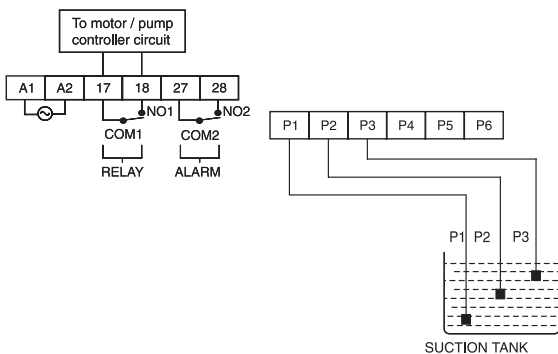 To motor / pump
controller circuit
A1 A2 17 18 27 28
NO1 NO2
COM1 COM2
RELAY ALARM
P1 P2 P3 P4 P5 P6
P1 P2 P3
SUCTION TANK